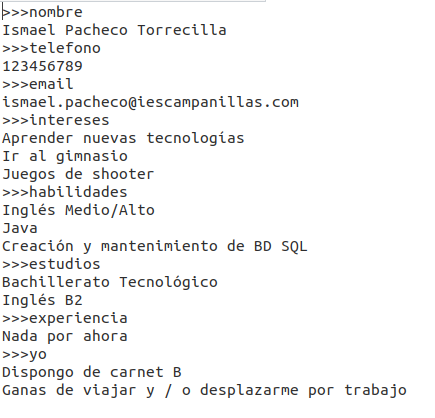 >>>nombre
Ismael Pacheco Torrecilla
>>>telefono
123456789
>>>email
ismael.pacheco@iescampanillas.com
>>>intereses
Aprender nuevas tecnologías
Ir al gimnasio
Juegos de shooter
>>>habilidades
Inglés Medio/Alto
Java
Creación y mantenimiento de BD SQL
>>>estudios
Bachillerato Tecnológico
Inglés B2
>>>experiencia
Nada por ahora
>>>yo
Dispongo de carnet B
Ganas de viajar y / o desplazarme por trabajo